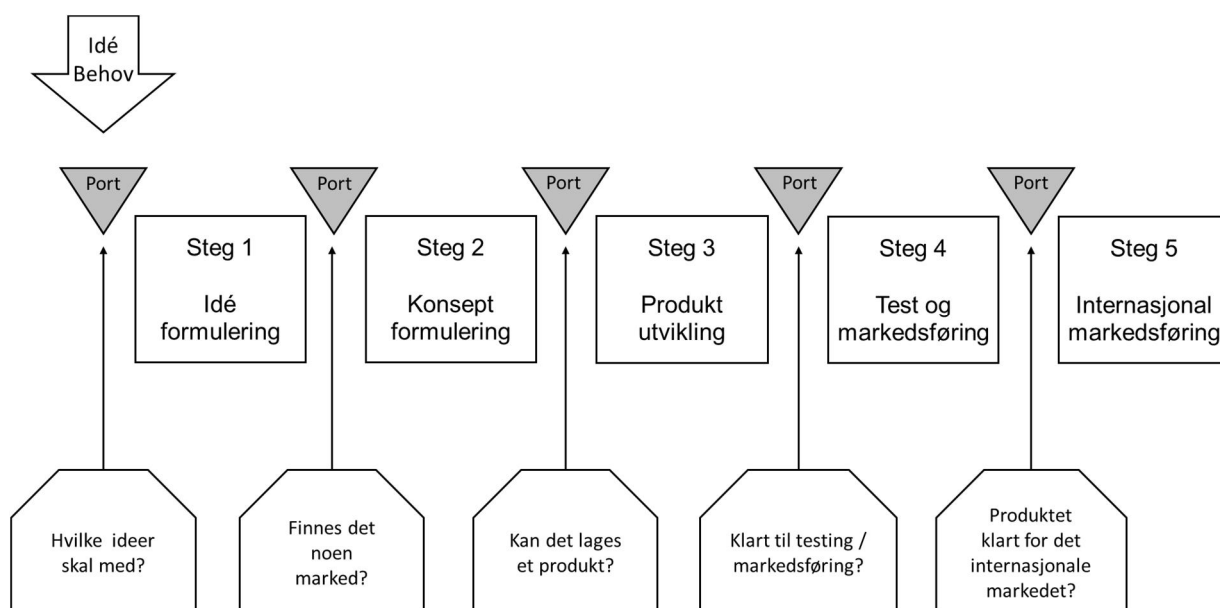 Idé
Behov
Port
Port
Port
Port
Port
Steg 1
Idé
formulering
Steg 2
Konsept
formulering
Steg 3
Produkt
utvikling
Steg 4
Test og
markedsføring
Steg 5
Internasjonal
markedsføring
Hvilke ideer
skal med?
Finnes det
noen
marked?
Kan det lages
et produkt?
Klart til testing /
markedsføring?
Produktet
klart for det
internasjonale
markedet?